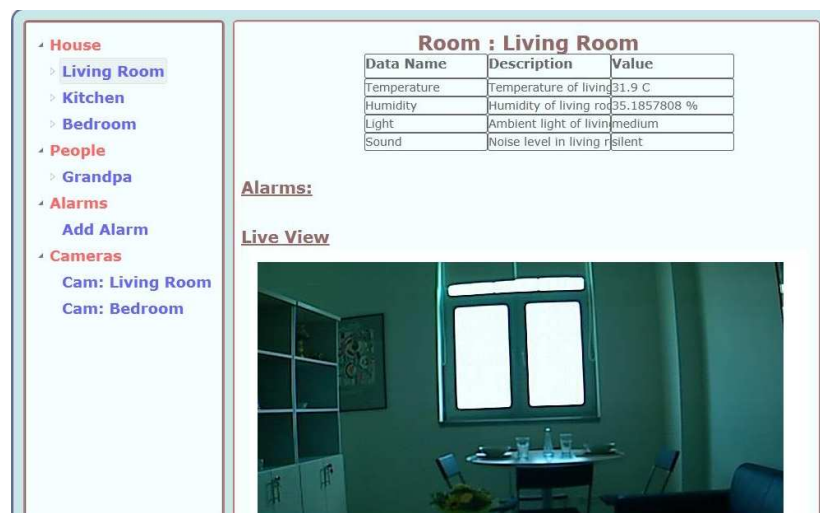 House
Living Room
Kitchen
Bedroom
People
Grandpa
Alarms
Add Alarm
Cameras
Cam: Living Room
Cam: Bedroom
Room : Living Room
Data Name Description Value
Temperature Temperature of living 31.9 C
Humidity Humidity of living 35.1857808 %
Light Ambient light of medium
Sound Noise level in living silent
Alarms:
Live View